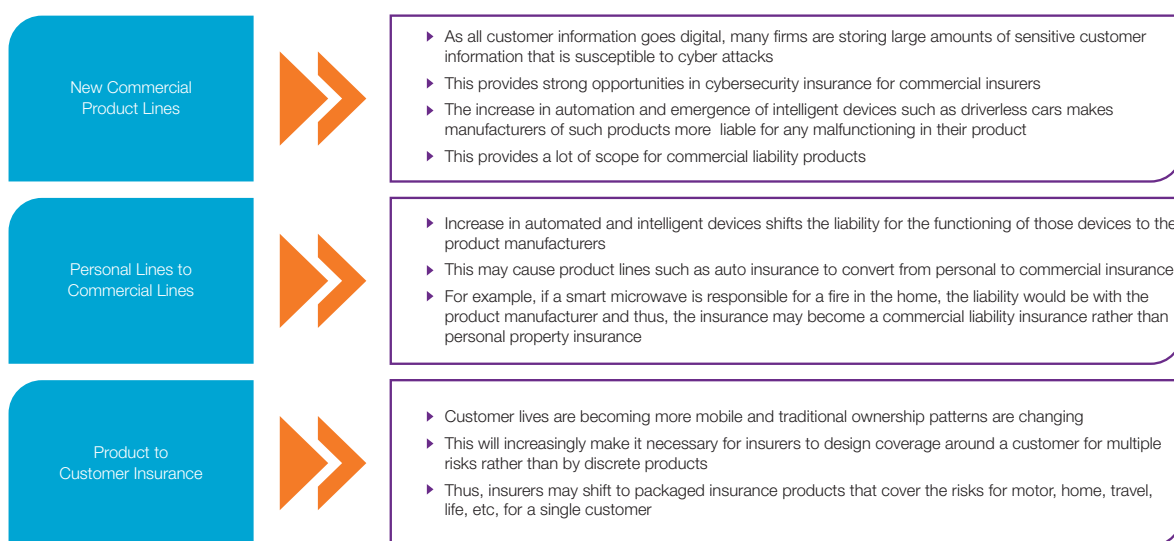 New Commercial
Product Lines
As all customer information goes digital, many firms are storing large amounts of sensitive customer
information that is susceptible to cyber attacks
This provides strong opportunities in cybersecurity insurance for commercial insurers
The increase in automation and emergence of intelligent devices such as driverless cars makes
manufacturers of such products more liable for any malfunctioning in their product
This provides a lot of scope for commercial liability products
Personal Lines to
Commercial Lines
Increase in automated and intelligent devices shifts the liability for the functioning of those devices to the
product manufacturers
This may cause product lines such as auto insurance to convert from personal to commercial insurance
For example, if a smart microwave is responsible for a fire in the home, the liability would be with the
product manufacturer and thus, the insurance may become a commercial liability insurance rather than
personal property insurance
Product to
Customer Insurance
Customer lives are becoming more mobile and traditional ownership patterns are changing
This will increasingly make it necessary for insurers to design coverage around a customer for multiple
risks rather than by discrete products
Thus, insurers may shift to packaged insurance products that cover the risks for motor, home, travel,
life, etc, for a single customer